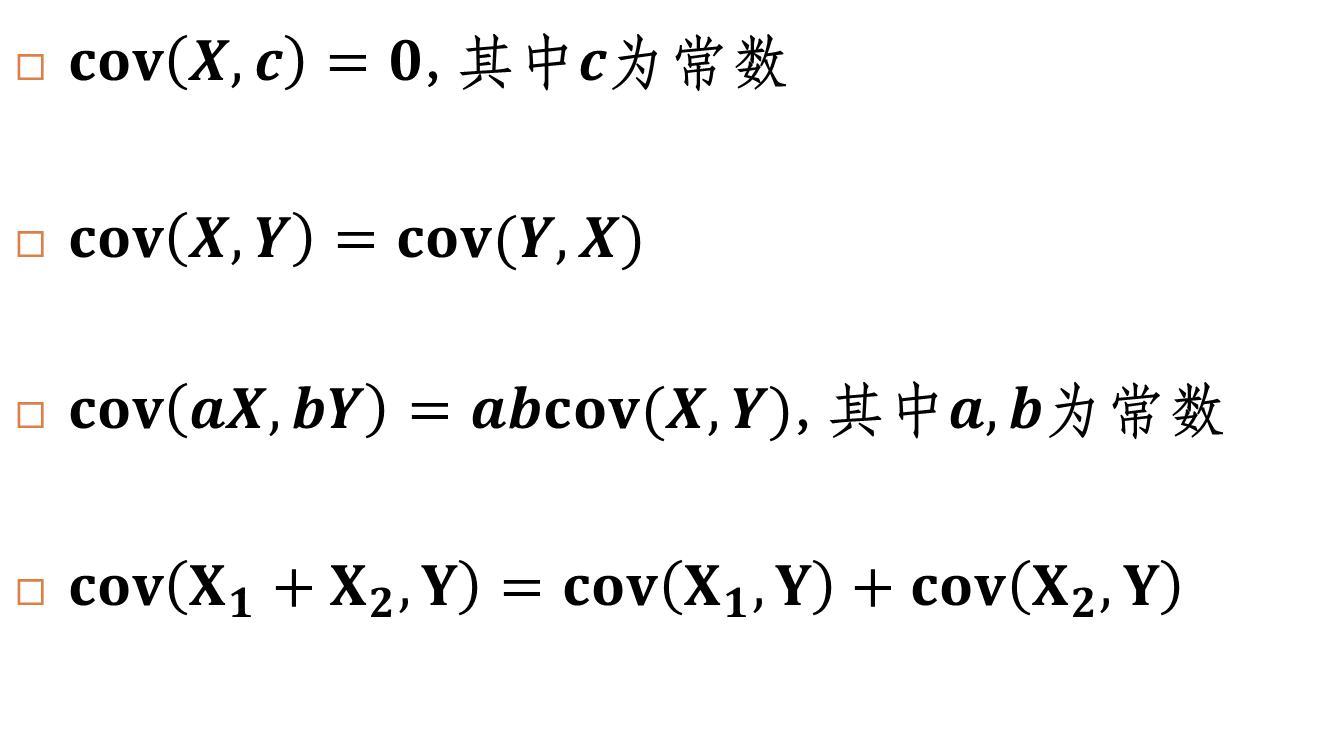 □ cov(X, c) = 0, 其中c为常数
□ cov(X, Y) = cov(Y, X)
□ cov(aX, bY) = abcov(X, Y), 其中a, b为常数
□ cov(X₁ + X₂, Y) = cov(X₁, Y) + cov(X₂, Y)